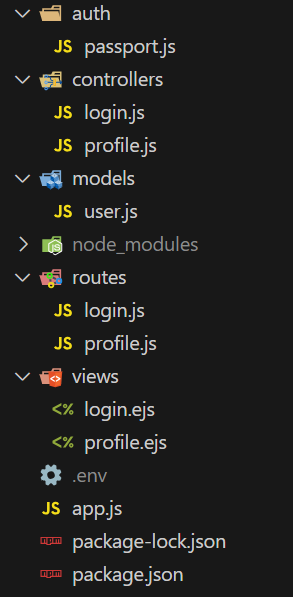 auth
JS passport.js
controllers
JS login.js
JS profile.js
models
JS user.js
node_modules
routes
JS login.js
JS profile.js
views
<%> login.ejs
<%> profile.ejs
.env
JS app.js
package-lock.json
package.json